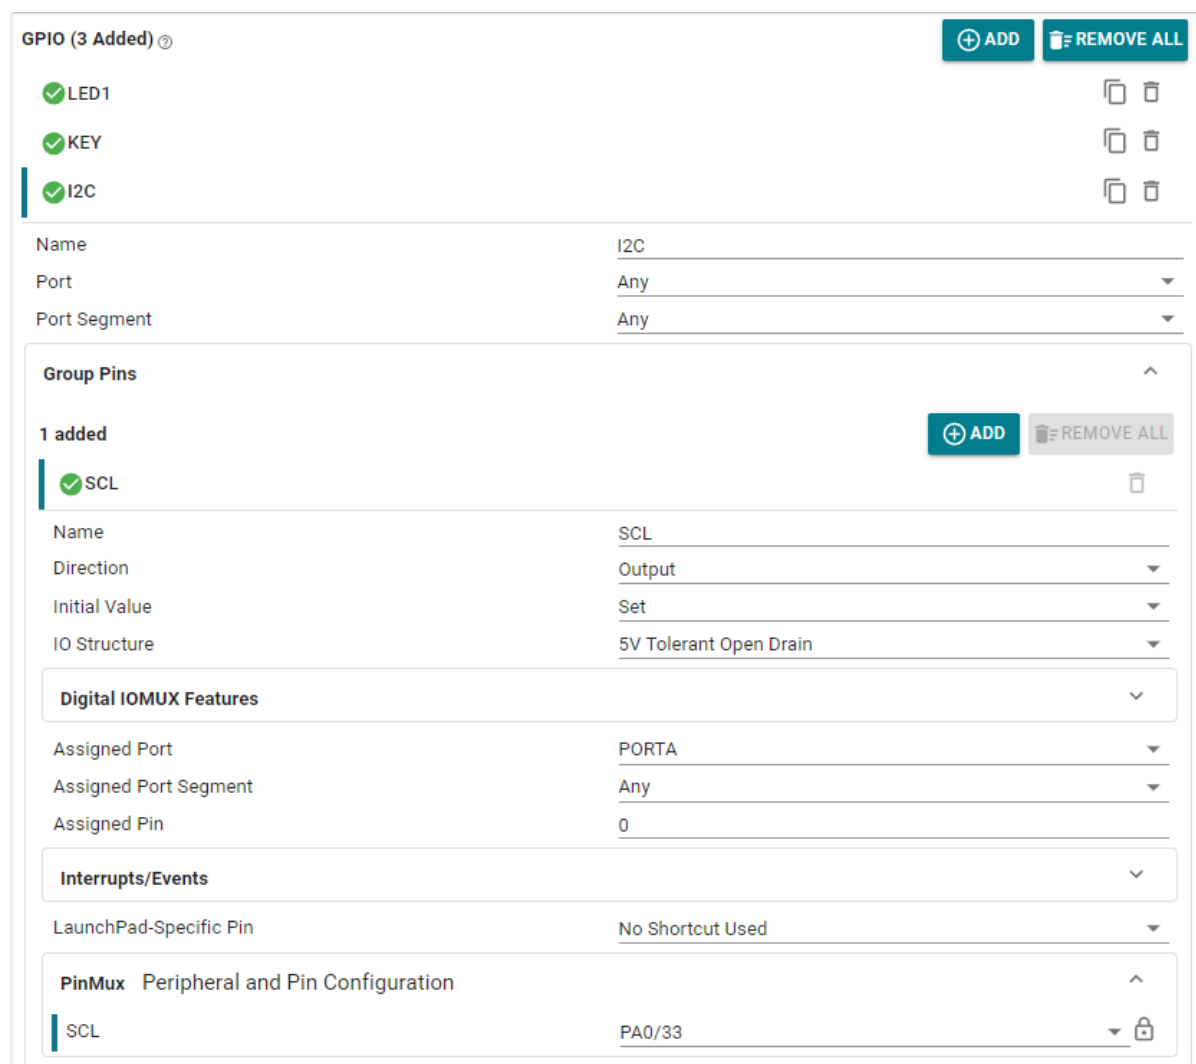 GPIO (3 Added) ? ADD REMOVE ALL
LED1
KEY
I2C
Name I2C
Port Any
Port Segment Any
Group Pins
1 added ADD REMOVE ALL
SCL
Name SCL
Direction Output
Initial Value Set
IO Structure 5V Tolerant Open Drain
Digital IOMUX Features
Assigned Port PORTA
Assigned Port Segment Any
Assigned Pin 0
Interrupts/Events
LaunchPad-Specific Pin No Shortcut Used
PinMux Peripheral and Pin Configuration
SCL PA0/33